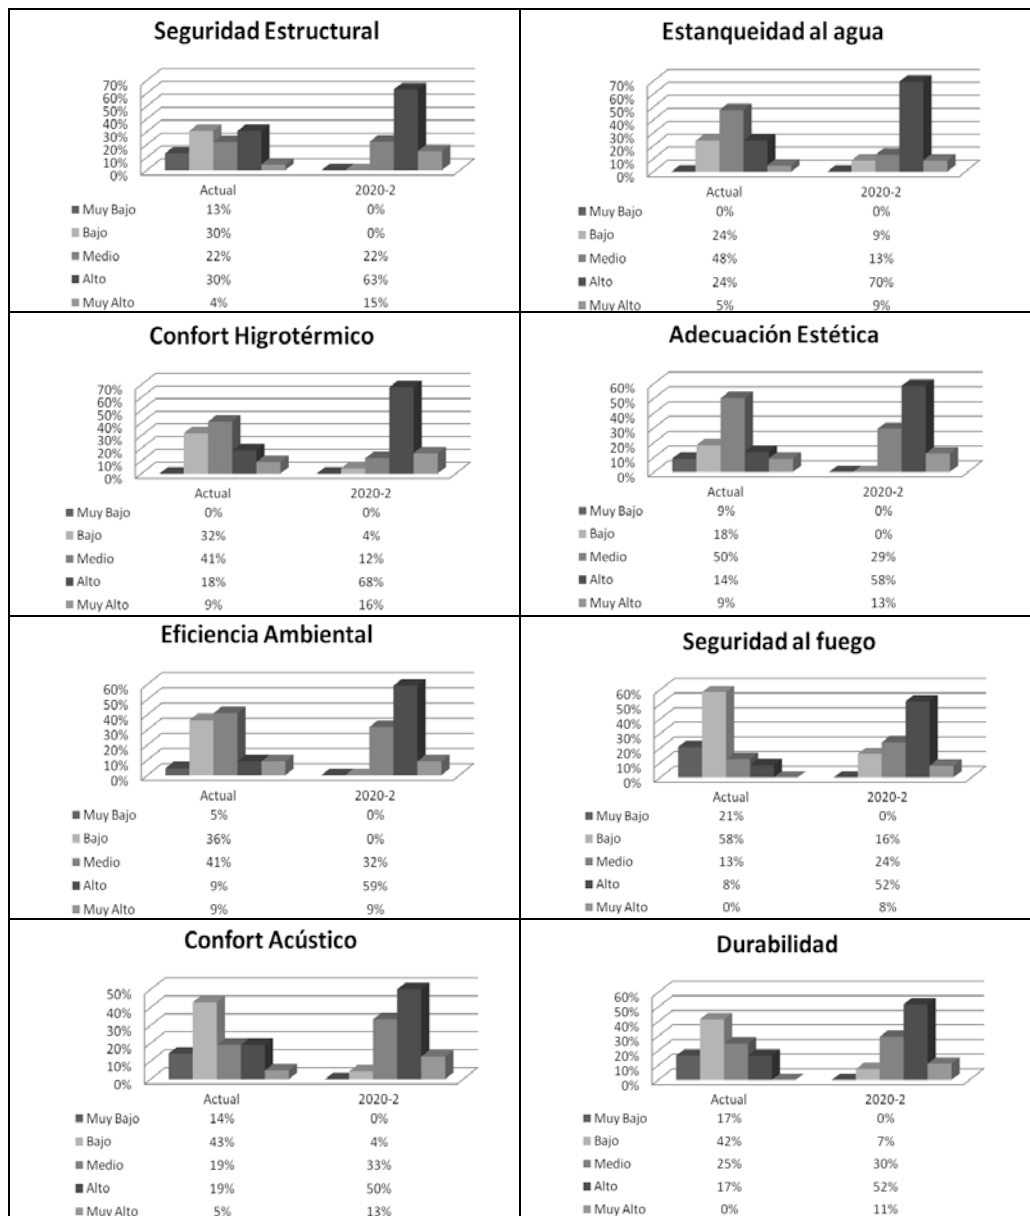 Seguridad Estructural
70%
60%
50%
40%
30%
20%
10%
0%
Actual 2020-2
Muy Bajo 13% 0%
Bajo 30% 0%
Medio 22% 22%
Alto 30% 63%
Muy Alto 4% 15%
Estanqueidad al agua
70%
60%
50%
40%
30%
20%
10%
0%
Actual 2020-2
Muy Bajo 0% 0%
Bajo 24% 9%
Medio 48% 13%
Alto 24% 70%
Muy Alto 5% 9%
Confort Higrotérmico
70%
60%
50%
40%
30%
20%
10%
0%
Actual 2020-2
Muy Bajo 0% 0%
Bajo 32% 4%
Medio 41% 12%
Alto 18% 68%
Muy Alto 9% 16%
Adecuación Estética
60%
50%
40%
30%
20%
10%
0%
Actual 2020-2
Muy Bajo 9% 0%
Bajo 18% 0%
Medio 50% 29%
Alto 14% 58%
Muy Alto 9% 13%
Eficiencia Ambiental
60%
50%
40%
30%
20%
10%
0%
Actual 2020-2
Muy Bajo 5% 0%
Bajo 36% 0%
Medio 41% 32%
Alto 9% 59%
Muy Alto 9% 9%
Seguridad al fuego
60%
50%
40%
30%
20%
10%
0%
Actual 2020-2
Muy Bajo 21% 0%
Bajo 58% 16%
Medio 13% 24%
Alto 8% 52%
Muy Alto 0% 8%
Confort Acústico
50%
40%
30%
20%
10%
0%
Actual 2020-2
Muy Bajo 14% 0%
Bajo 43% 4%
Medio 19% 33%
Alto 19% 50%
Muy Alto 5% 13%
Durabilidad
60%
50%
40%
30%
20%
10%
0%
Actual 2020-2
Muy Bajo 17% 0%
Bajo 42% 7%
Medio 25% 30%
Alto 17% 52%
Muy Alto 0% 11%